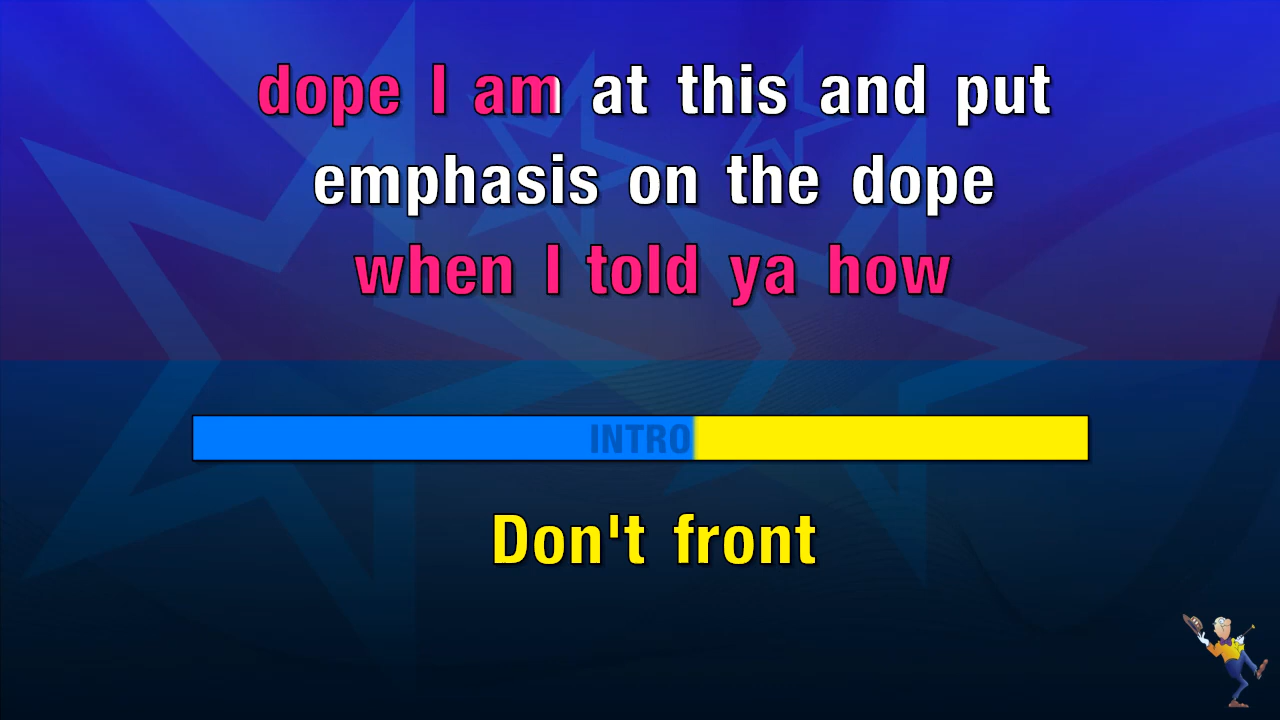 dope I am at this and put
emphasis on the dope
when I told ya how
INTRO
Don't front